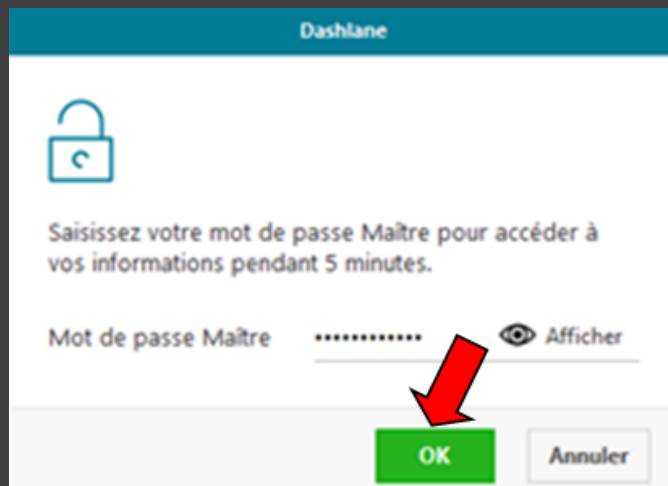 Dashlane
Saisissez votre mot de passe Maître pour accéder à
vos informations pendant 5 minutes.
Mot de passe Maître •••••••••••• Afficher
OK Annuler